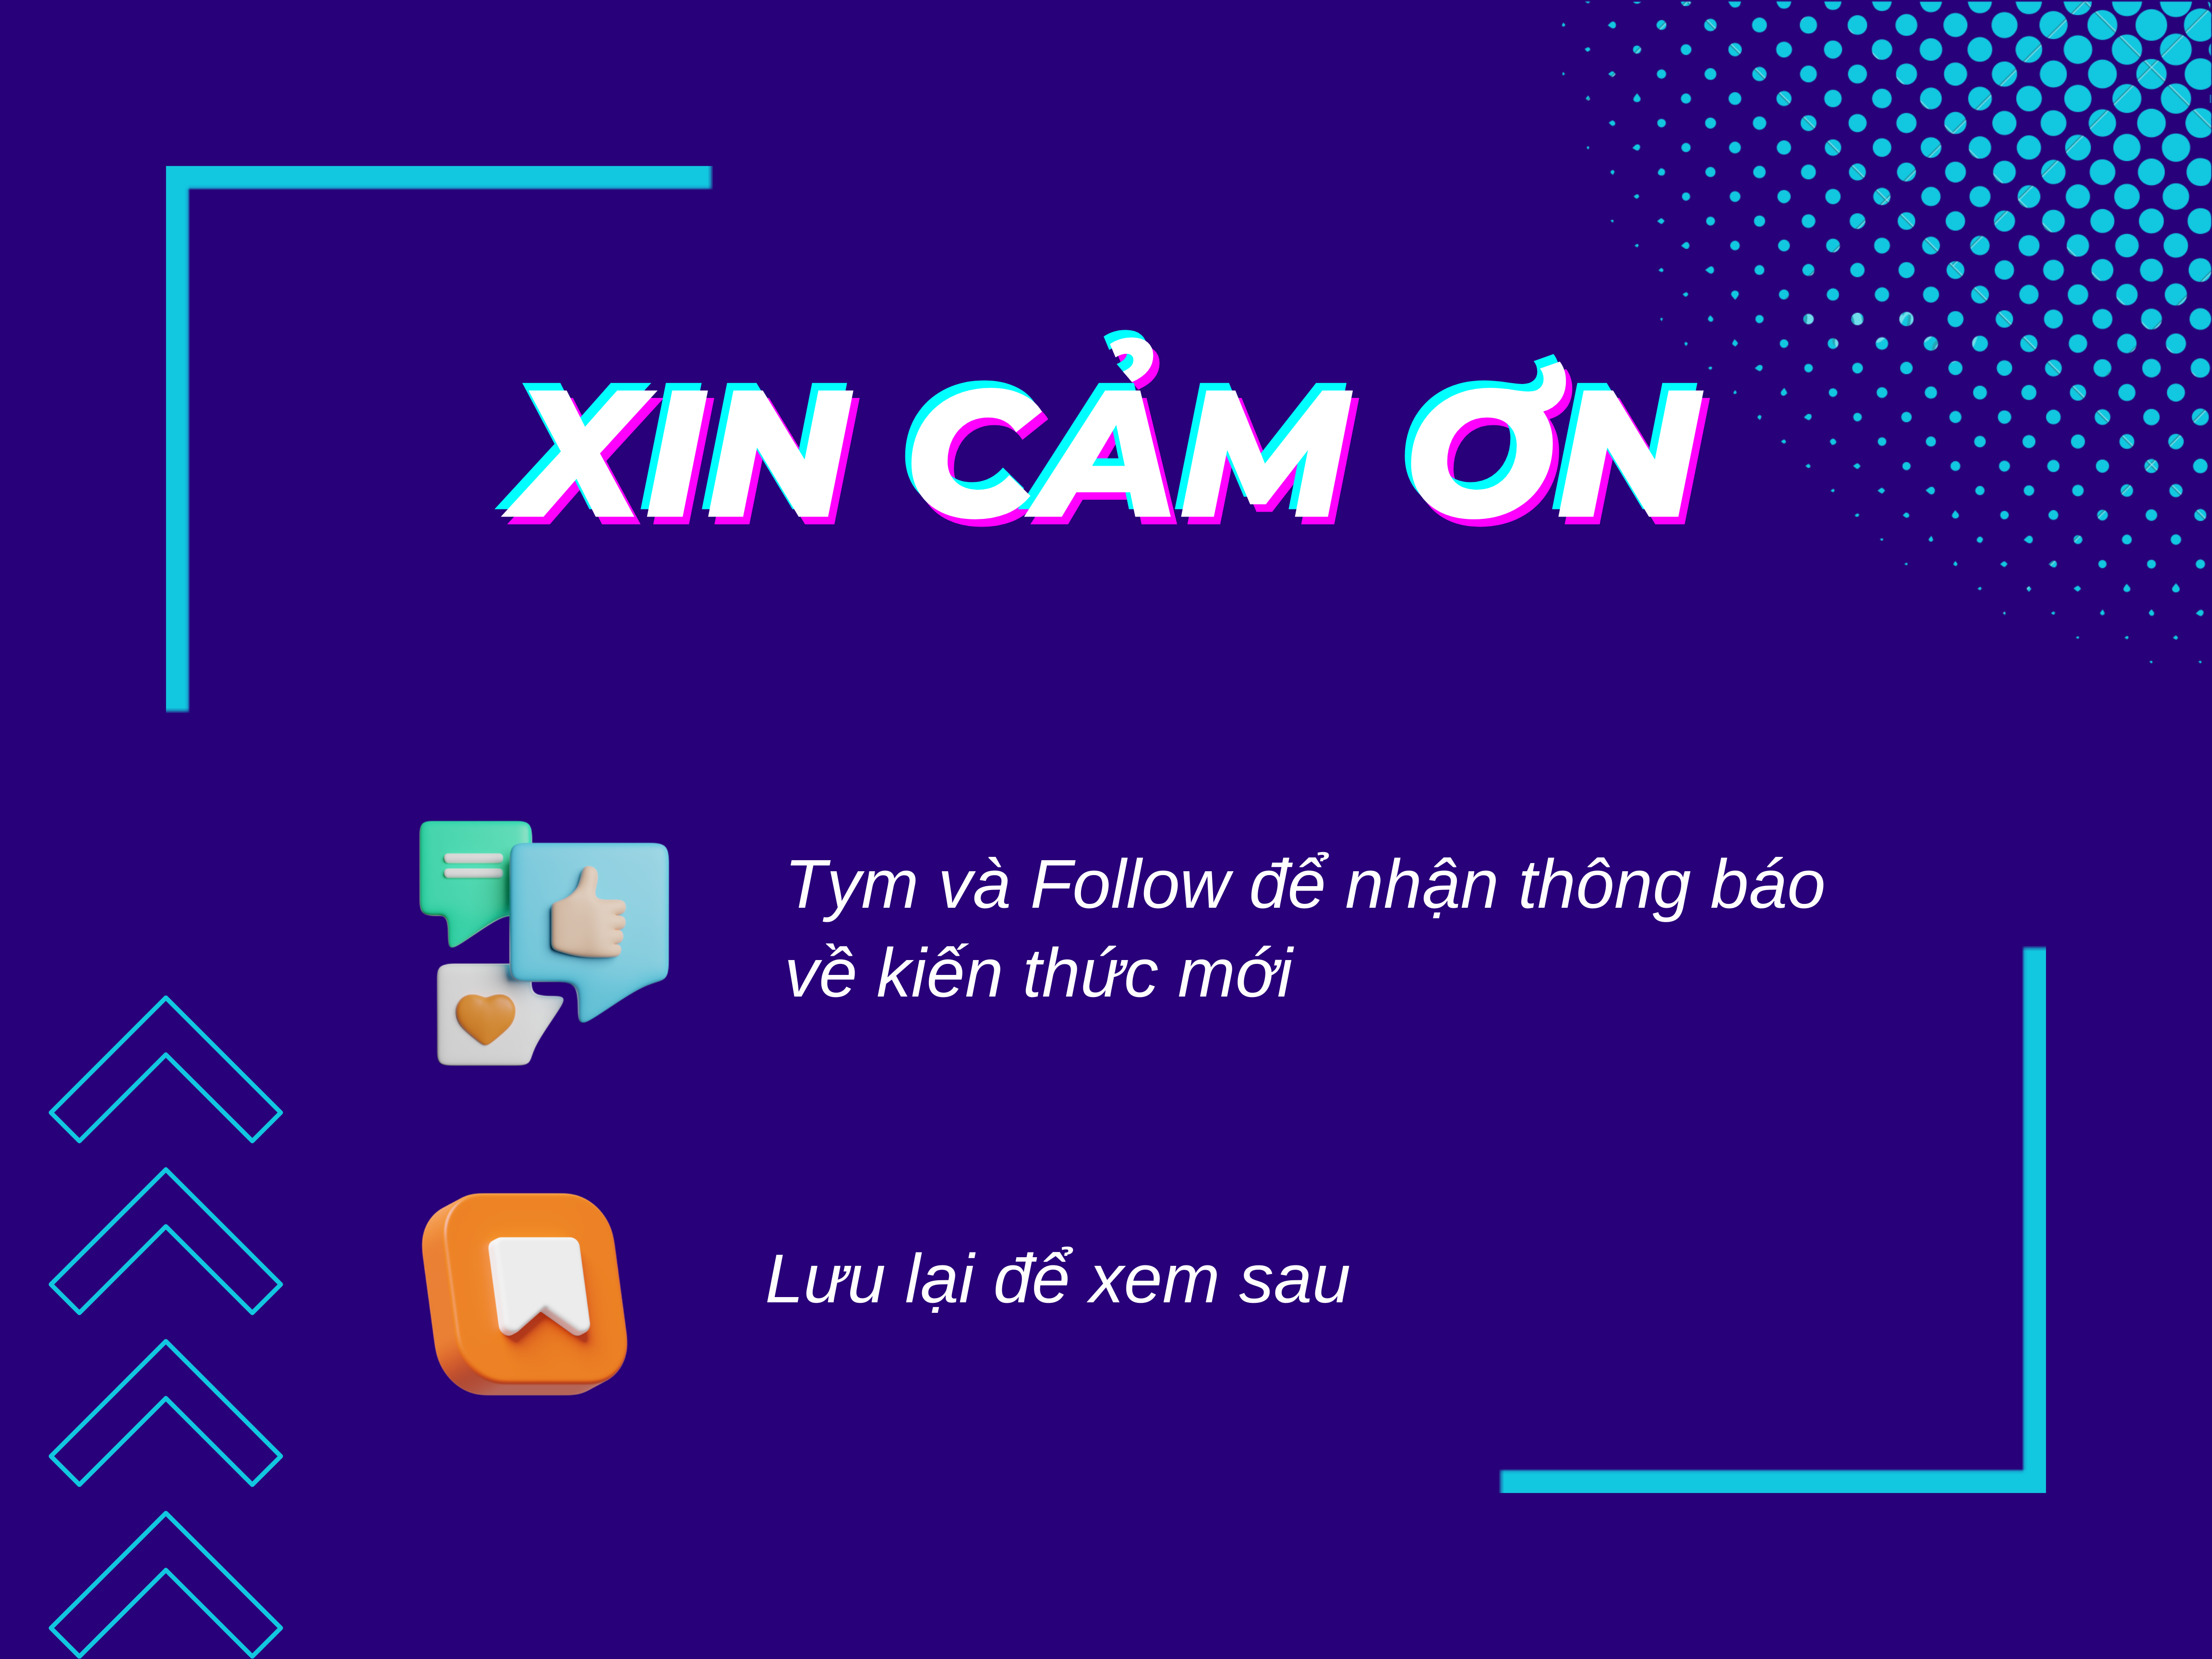 XIN CẢM ƠN
Tym và Follow để nhận thông báo
về kiến thức mới
Lưu lại để xem sau